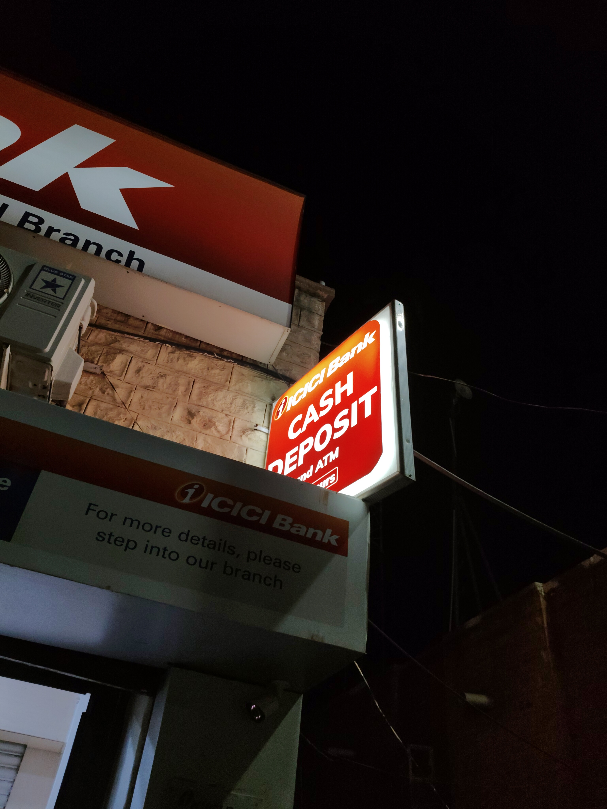 Branch
ICICI Bank
CASH
DEPOSIT
and ATM
ICICI Bank
For more details, please
step into our branch